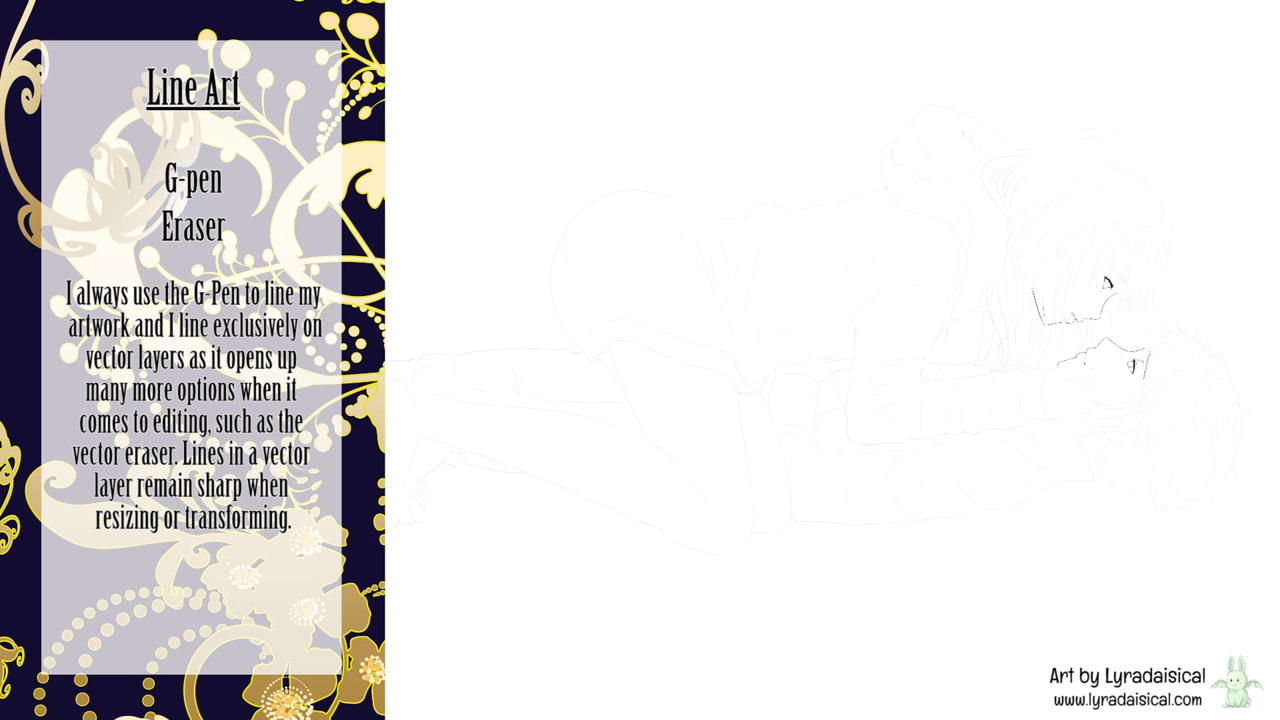 Line Art
G-pen
Eraser
I always use the G-Pen to line my
artwork and I line exclusively on
vector layers as it opens up
many more options when it
comes to editing, such as the
vector eraser. Lines in a vector
layer remain sharp when
resizing or transforming.
Art by Lyradaisical
www.lyradaisical.com